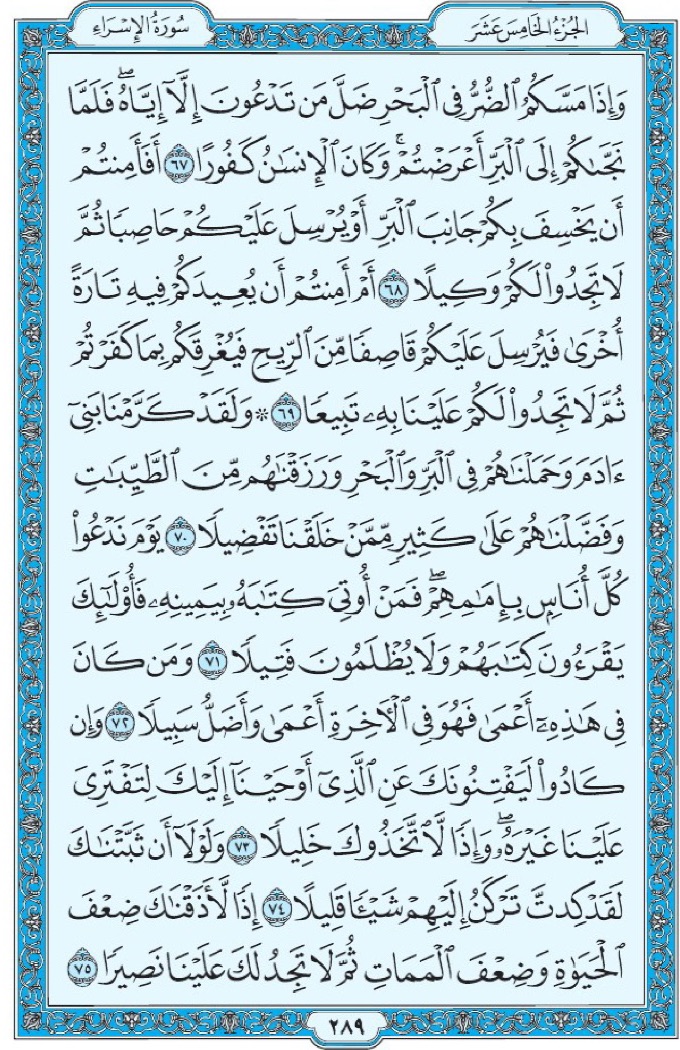 الجُزْءُ الخَامِسَ عَشَرَ
سُورَةُ الإِسْرَاءِ
وَإِذَا مَسَّكُمُ ٱلضُّرُّ فِي ٱلْبَحْرِ ضَلَّ مَن تَدْعُونَ إِلَّآ إِيَّاهُۖ فَلَمَّا
نَجَّىٰكُمْ إِلَى ٱلْبَرِّ أَعْرَضْتُمْۚ وَكَانَ ٱلْإِنسَٰنُ كَفُورًا ٦٧ أَفَأَمِنتُمْ
أَن يَخْسِفَ بِكُمْ جَانِبَ ٱلْبَرِّ أَوْ يُرْسِلَ عَلَيْكُمْ حَاصِبًا ثُمَّ
لَا تَجِدُوا۟ لَكُمْ وَكِيلًا ٦٨ أَمْ أَمِنتُمْ أَن يُعِيدَكُمْ فِيهِ تَارَةً
أُخْرَىٰ فَيُرْسِلَ عَلَيْكُمْ قَاصِفًا مِّنَ ٱلرِّيحِ فَيُغْرِقَكُم بِمَا كَفَرْتُمْ
ثُمَّ لَا تَجِدُوا۟ لَكُمْ عَلَيْنَا بِهِۦ تَبِيعًا ٦٩ ۞ وَلَقَدْ كَرَّمْنَا بَنِيٓ
ءَادَمَ وَحَمَلْنَٰهُمْ فِي ٱلْبَرِّ وَٱلْبَحْرِ وَرَزَقْنَٰهُم مِّنَ ٱلطَّيِّبَٰتِ
وَفَضَّلْنَٰهُمْ عَلَىٰ كَثِيرٍ مِّمَّنْ خَلَقْنَا تَفْضِيلًا ٧٠ يَوْمَ نَدْعُوا۟
كُلَّ أُنَاسٍۭ بِإِمَٰمِهِمْۖ فَمَنْ أُوتِيَ كِتَٰبَهُۥ بِيَمِينِهِۦ فَأُو۟لَٰٓئِكَ
يَقْرَءُونَ كِتَٰبَهُمْ وَلَا يُظْلَمُونَ فَتِيلًا ٧١ وَمَن كَانَ
فِي هَٰذِهِۦٓ أَعْمَىٰ فَهُوَ فِي ٱلْءَاخِرَةِ أَعْمَىٰ وَأَضَلُّ سَبِيلًا ٧٢ وَإِن
كَادُوا۟ لَيَفْتِنُونَكَ عَنِ ٱلَّذِيٓ أَوْحَيْنَآ إِلَيْكَ لِتَفْتَرِيَ
عَلَيْنَا غَيْرَهُۥۖ وَإِذًا لَّٱتَّخَذُوكَ خَلِيلًا ٧٣ وَلَوْلَآ أَن ثَبَّتْنَٰكَ
لَقَدْ كِدتَّ تَرْكَنُ إِلَيْهِمْ شَيْـًٔا قَلِيلًا ٧٤ إِذًا لَّأَذَقْنَٰكَ ضِعْفَ
ٱلْحَيَوٰةِ وَضِعْفَ ٱلْمَمَاتِ ثُمَّ لَا تَجِدُ لَكَ عَلَيْنَا نَصِيرًا ٧٥
٢٨٩